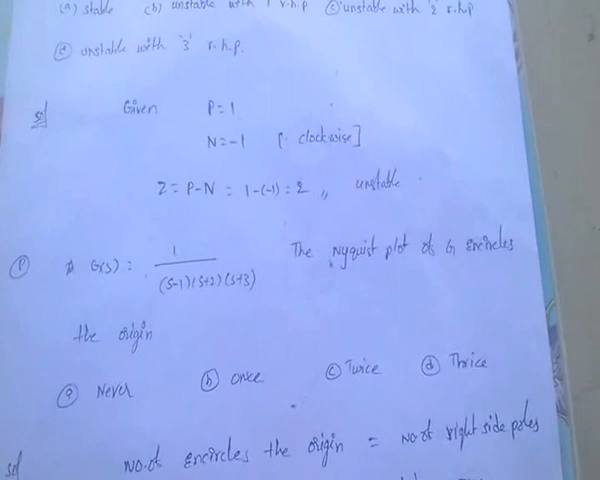 (a) stable (b) unstable with 1 r.h.p (c) unstable with '2' r.h.p
(d) unstable with '3' r.h.p.
Sol Given P=1
N=-1 [∵ clockwise]
Z = P-N = 1-(-1) = 2 ,, unstable
(P) G(s) = 1 / (s-1)(s+2)(s+3) The Nyquist plot of G encircles
the origin
(a) Never (b) once (c) Twice (d) Thrice
Sol No. of encircles the origin = No of right side poles